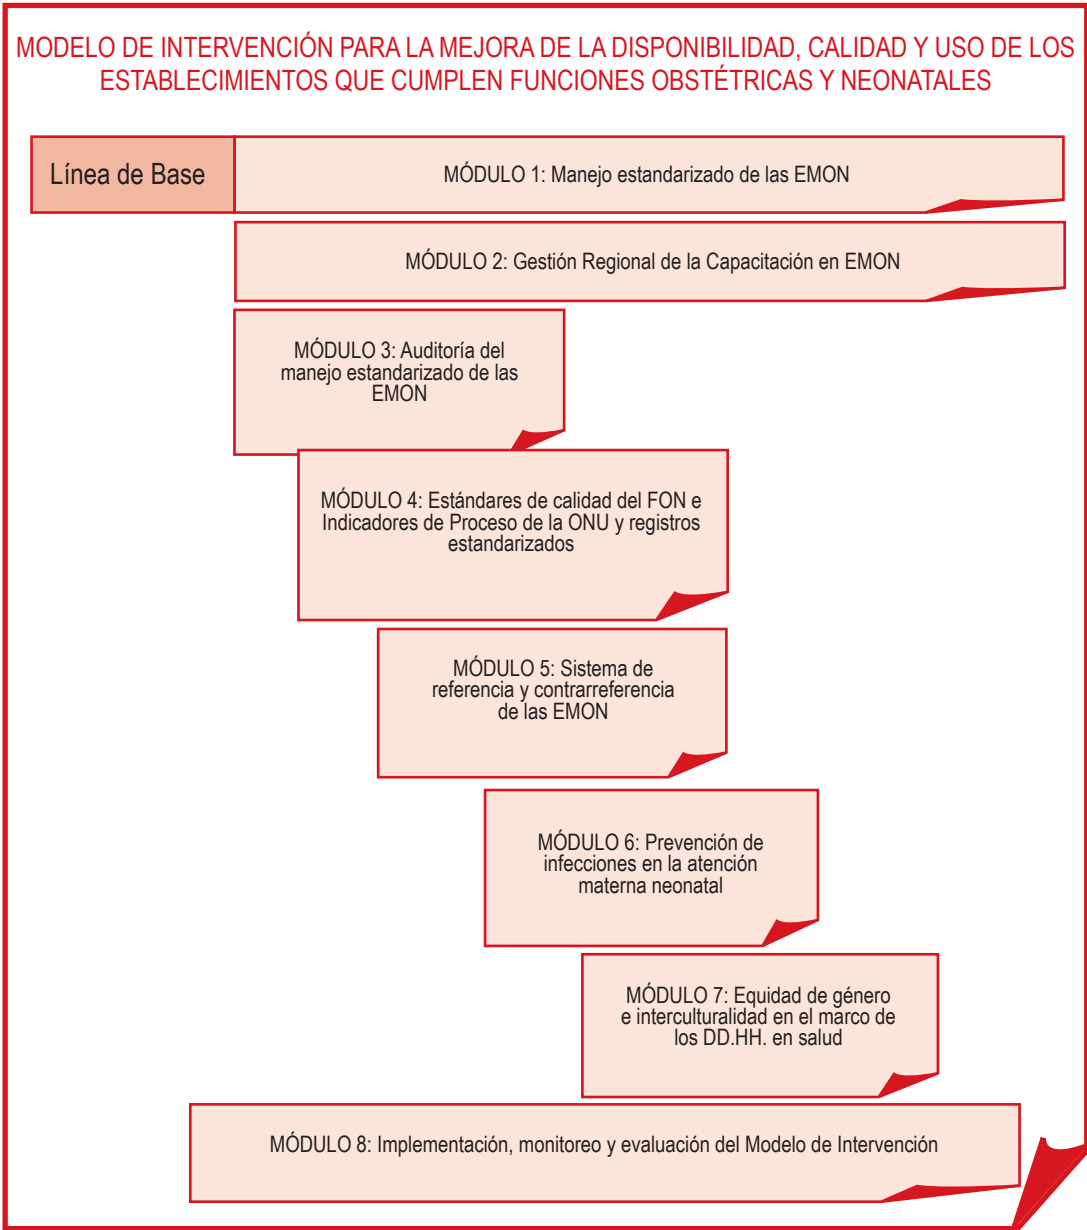 MODELO DE INTERVENCIÓN PARA LA MEJORA DE LA DISPONIBILIDAD, CALIDAD Y USO DE LOS
ESTABLECIMIENTOS QUE CUMPLEN FUNCIONES OBSTÉTRICAS Y NEONATALES
Línea de Base
MÓDULO 1: Manejo estandarizado de las EMON
MÓDULO 2: Gestión Regional de la Capacitación en EMON
MÓDULO 3: Auditoría del
manejo estandarizado de las
EMON
MÓDULO 4: Estándares de calidad del FON e
Indicadores de Proceso de la ONU y registros
estandarizados
MÓDULO 5: Sistema de
referencia y contrarreferencia
de las EMON
MÓDULO 6: Prevención de
infecciones en la atención
materna neonatal
MÓDULO 7: Equidad de género
e interculturalidad en el marco de
los DD.HH. en salud
MÓDULO 8: Implementación, monitoreo y evaluación del Modelo de Intervención